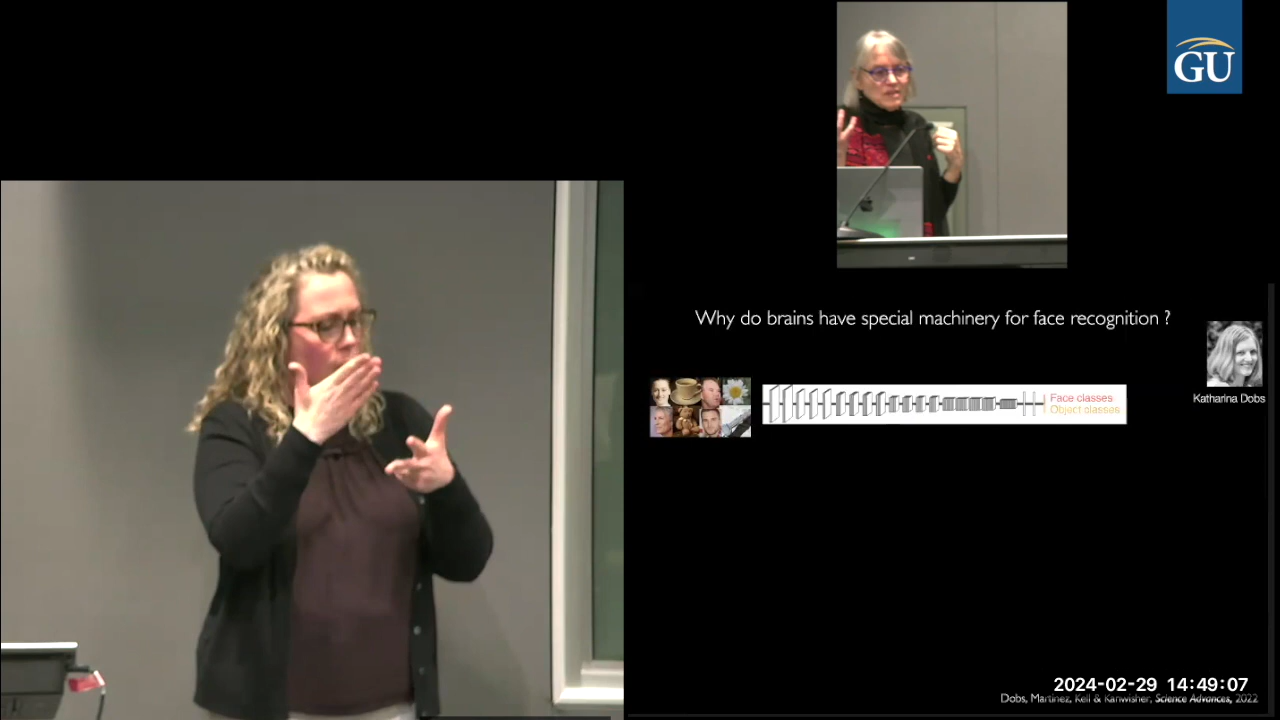 GU
Why do brains have special machinery for face recognition ?
Face classes
Object classes
Katharina Dobs
2024-02-29 14:49:07
Dobs, Martinez, Kell & Kanwisher, Science Advances, 2022